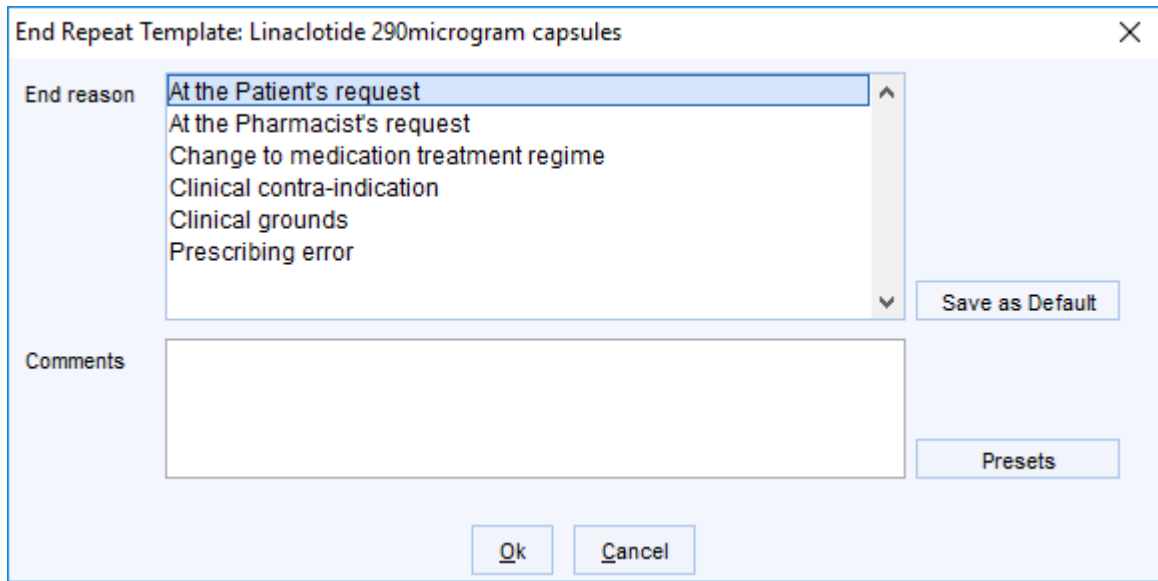 End Repeat Template: Linaclotide 290microgram capsules
End reason
At the Patient's request
At the Pharmacist's request
Change to medication treatment regime
Clinical contra-indication
Clinical grounds
Prescribing error
Save as Default
Comments
Presets
Ok Cancel